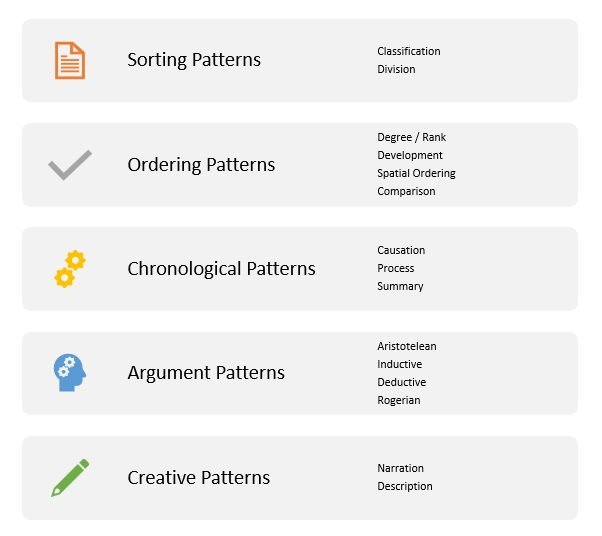 Sorting Patterns
Classification
Division
Ordering Patterns
Degree / Rank
Development
Spatial Ordering
Comparison
Chronological Patterns
Causation
Process
Summary
Argument Patterns
Aristotelean
Inductive
Deductive
Rogerian
Creative Patterns
Narration
Description